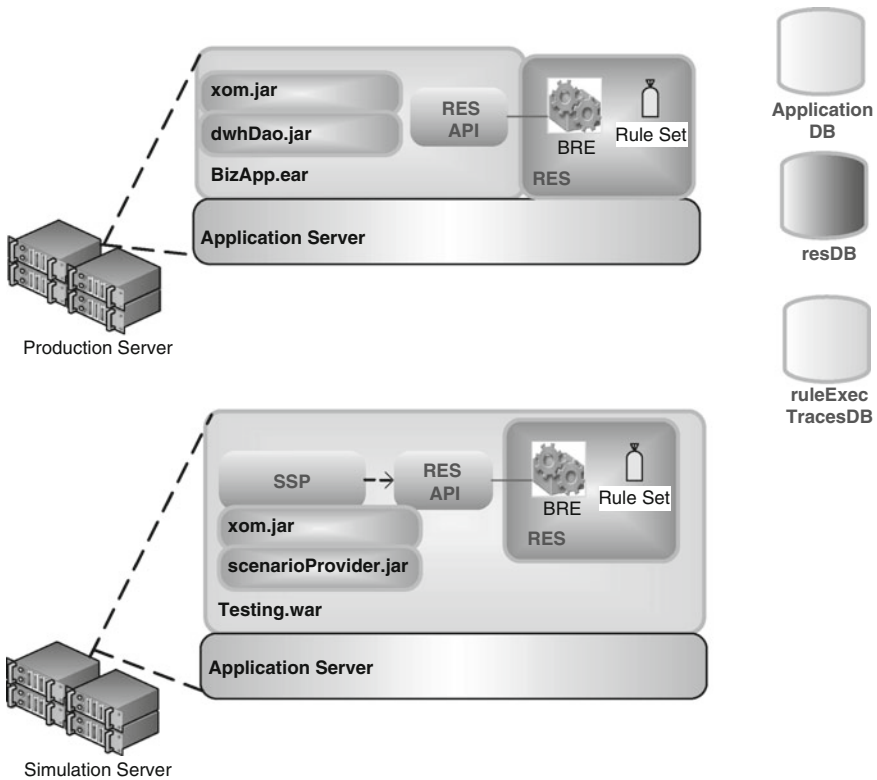 xom.jar
dwhDao.jar
BizApp.ear
RES
API
BRE
Rule Set
RES
Application Server
Production Server
Application
DB
resDB
ruleExec
TracesDB
SSP
RES
API
xom.jar
scenarioProvider.jar
Testing.war
BRE
Rule Set
RES
Application Server
Simulation Server